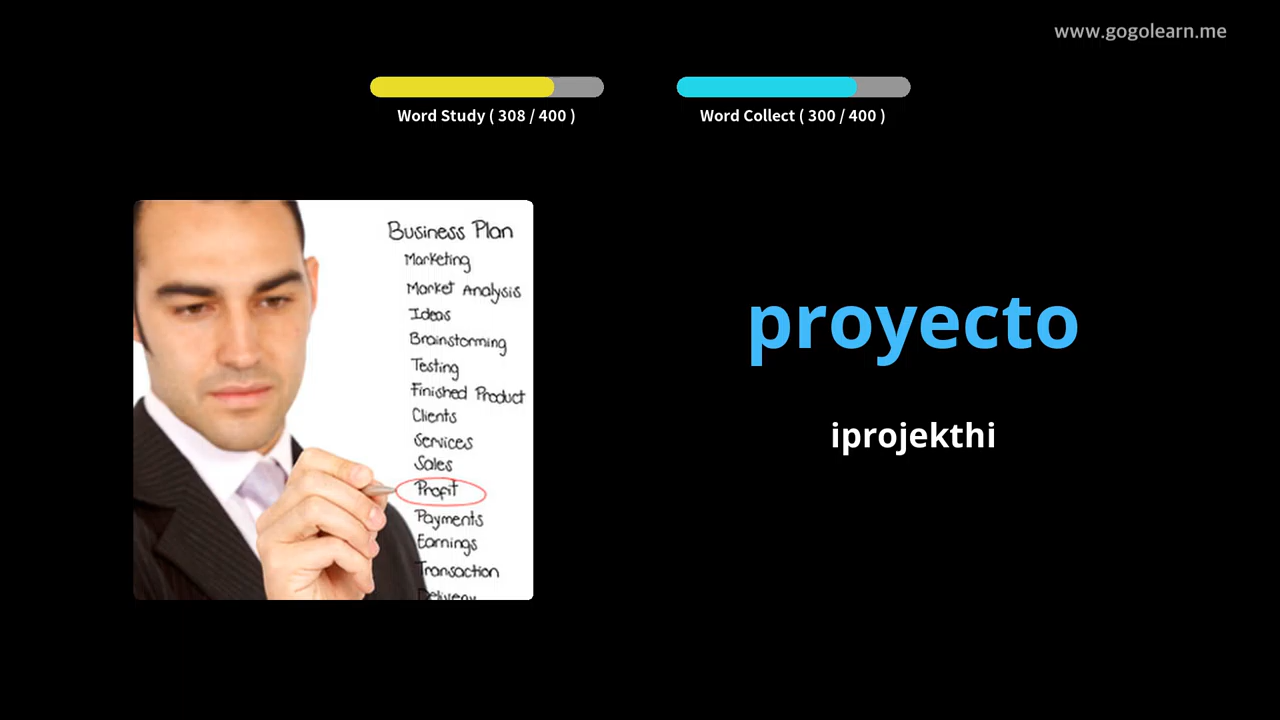 www.gogolearn.me
Word Study ( 308 / 400 )
Word Collect ( 300 / 400 )
Business Plan
Marketing
Market Analysis
Ideas
Brainstorming
Testing
Finished Product
Clients
Services
Sales
Profit
Payments
Earnings
Transaction
Delivery
proyecto
iprojekthi